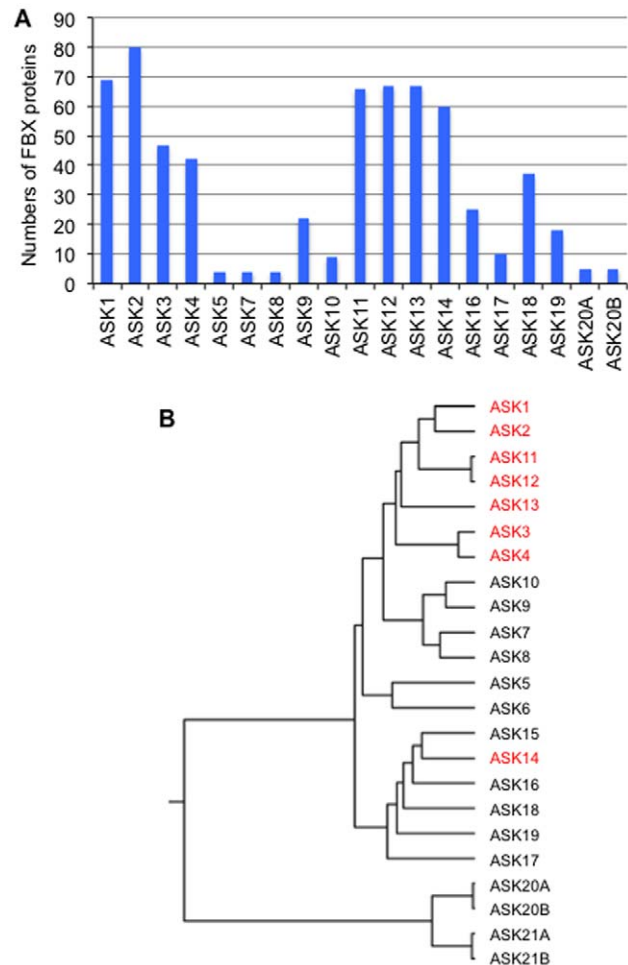 A
Numbers of FBX proteins
90
80
70
60
50
40
30
20
10
0
ASK1
ASK2
ASK3
ASK4
ASK5
ASK7
ASK8
ASK9
ASK10
ASK11
ASK12
ASK13
ASK14
ASK16
ASK17
ASK18
ASK19
ASK20A
ASK20B
B
ASK1
ASK2
ASK11
ASK12
ASK13
ASK3
ASK4
ASK10
ASK9
ASK7
ASK8
ASK5
ASK6
ASK15
ASK14
ASK16
ASK18
ASK19
ASK17
ASK20A
ASK20B
ASK21A
ASK21B